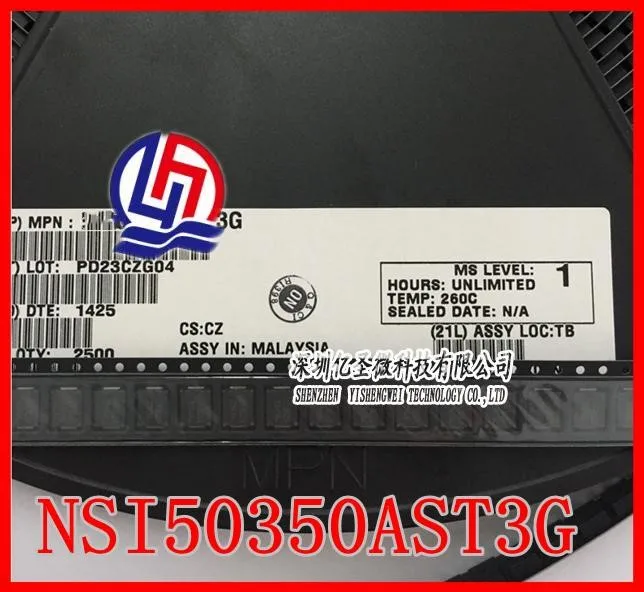 P) MPN : T3G
LOT: PD23CZG04
DTE: 1425
QTY: 2500
CS:CZ
ASSY IN: MALAYSIA
ON
MS LEVEL: 1
HOURS: UNLIMITED
TEMP: 260C
SEALED DATE: N/A
(21L) ASSY LOC:TB
深圳亿圣微科技有限公司
SHENZHEN YISHENGWEI TECHNOLOGY CO.,LTD
MPN
NSI50350AST3G